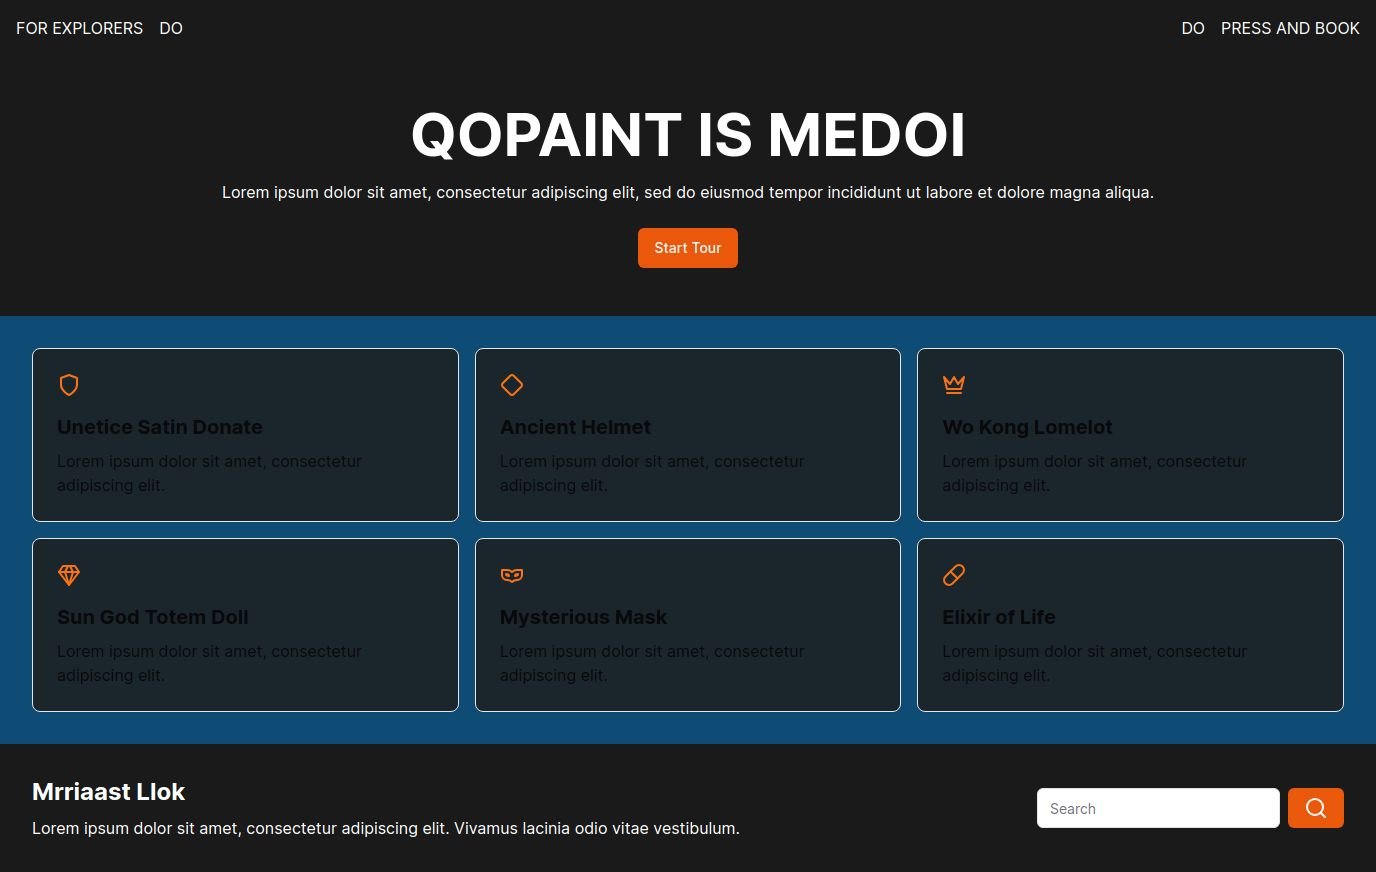 FOR EXPLORERS DO
DO PRESS AND BOOK
QOPAINT IS MEDOI
Lorem ipsum dolor sit amet, consectetur adipiscing elit, sed do eiusmod tempor incididunt ut labore et dolore magna aliqua.
Start Tour
Unetice Satin Donate
Lorem ipsum dolor sit amet, consectetur
adipiscing elit.
Ancient Helmet
Lorem ipsum dolor sit amet, consectetur
adipiscing elit.
Wo Kong Lomelot
Lorem ipsum dolor sit amet, consectetur
adipiscing elit.
Sun God Totem Doll
Lorem ipsum dolor sit amet, consectetur
adipiscing elit.
Mysterious Mask
Lorem ipsum dolor sit amet, consectetur
adipiscing elit.
Elixir of Life
Lorem ipsum dolor sit amet, consectetur
adipiscing elit.
Mrriaast Llok
Lorem ipsum dolor sit amet, consectetur adipiscing elit. Vivamus lacinia odio vitae vestibulum.
Search